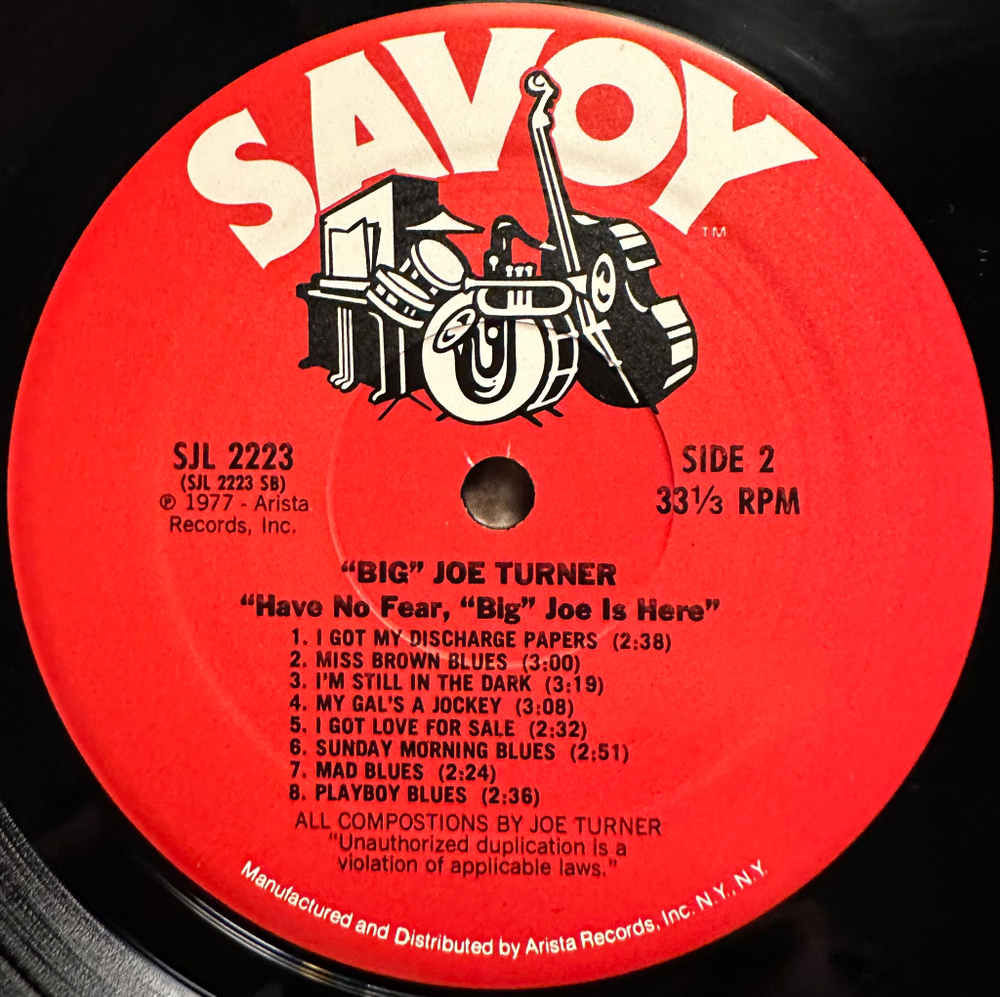 SAVOY
TM
SJL 2223
(SJL 2223 SB)
℗ 1977 - Arista
Records, Inc.
SIDE 2
33⅓ RPM
“BIG” JOE TURNER
“Have No Fear, “Big” Joe Is Here”
1. I GOT MY DISCHARGE PAPERS (2:38)
2. MISS BROWN BLUES (3:00)
3. I'M STILL IN THE DARK (3:19)
4. MY GAL'S A JOCKEY (3:08)
5. I GOT LOVE FOR SALE (2:32)
6. SUNDAY MORNING BLUES (2:51)
7. MAD BLUES (2:24)
8. PLAYBOY BLUES (2:36)
ALL COMPOSTIONS BY JOE TURNER
"Unauthorized duplication is a
violation of applicable laws."
Manufactured and Distributed by Arista Records, Inc. N.Y., N.Y.